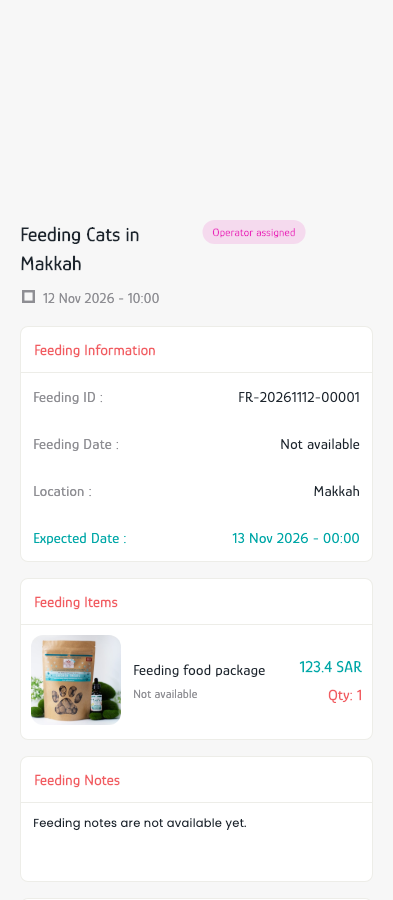 Feeding Cats in
Makkah
Operator assigned
12 Nov 2026 - 10:00
Feeding Information
Feeding ID : FR-20261112-00001
Feeding Date : Not available
Location : Makkah
Expected Date : 13 Nov 2026 - 00:00
Feeding Items
Feeding food package 123.4 SAR
Not available Qty: 1
Feeding Notes
Feeding notes are not available yet.